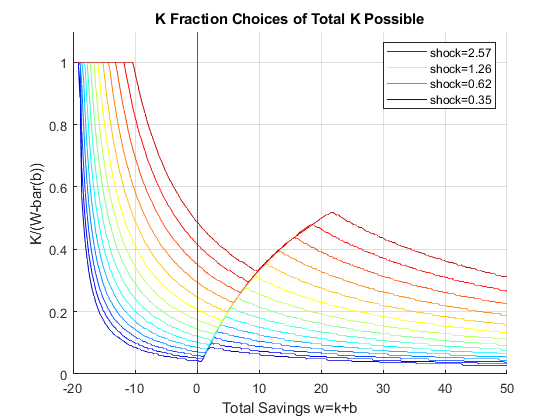 K Fraction Choices of Total K Possible
shock=2.57
shock=1.26
shock=0.62
shock=0.35
K/(W-bar(b))
1
0.8
0.6
0.4
0.2
0
-20 -10 0 10 20 30 40 50
Total Savings w=k+b